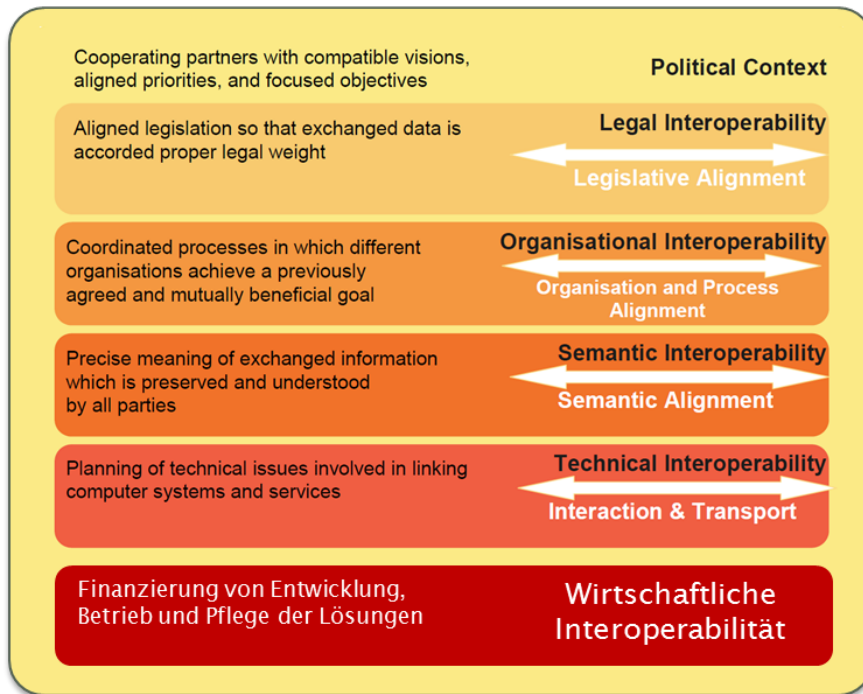 Cooperating partners with compatible visions,
aligned priorities, and focused objectives
Political Context
Aligned legislation so that exchanged data is
accorded proper legal weight
Legal Interoperability
Legislative Alignment
Coordinated processes in which different
organisations achieve a previously
agreed and mutually beneficial goal
Organisational Interoperability
Organisation and Process
Alignment
Precise meaning of exchanged information
which is preserved and understood
by all parties
Semantic Interoperability
Semantic Alignment
Planning of technical issues involved in linking
computer systems and services
Technical Interoperability
Interaction & Transport
Finanzierung von Entwicklung,
Betrieb und Pflege der Lösungen
Wirtschaftliche
Interoperabilität